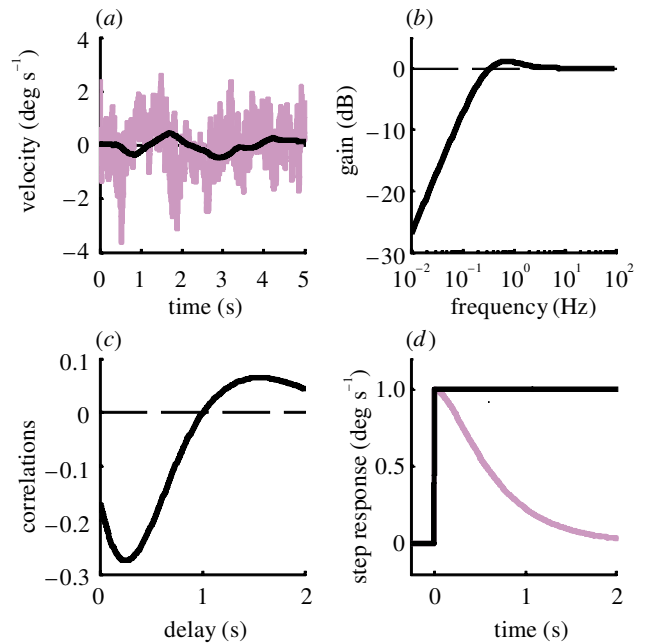 (a)
4
2
0
−2
−4
0 1 2 3 4 5
velocity (deg s⁻¹)
time (s)
(b)
0
−10
−20
−30
10⁻² 10⁻¹ 10⁰ 10¹ 10²
gain (dB)
frequency (Hz)
(c)
0.1
0
−0.1
−0.2
−0.3
0 1 2
correlations
delay (s)
(d)
1.0
0.5
0
0 1 2
step response (deg s⁻¹)
time (s)